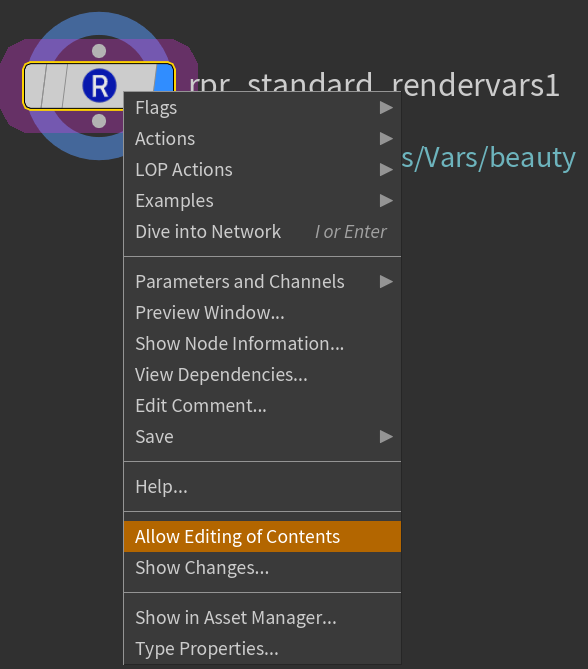 R
rpr_standard_rendervars1
s/Vars/beauty
Flags
Actions
LOP Actions
Examples
Dive into Network I or Enter
Parameters and Channels
Preview Window...
Show Node Information...
View Dependencies...
Edit Comment...
Save
Help...
Allow Editing of Contents
Show Changes...
Show in Asset Manager...
Type Properties...